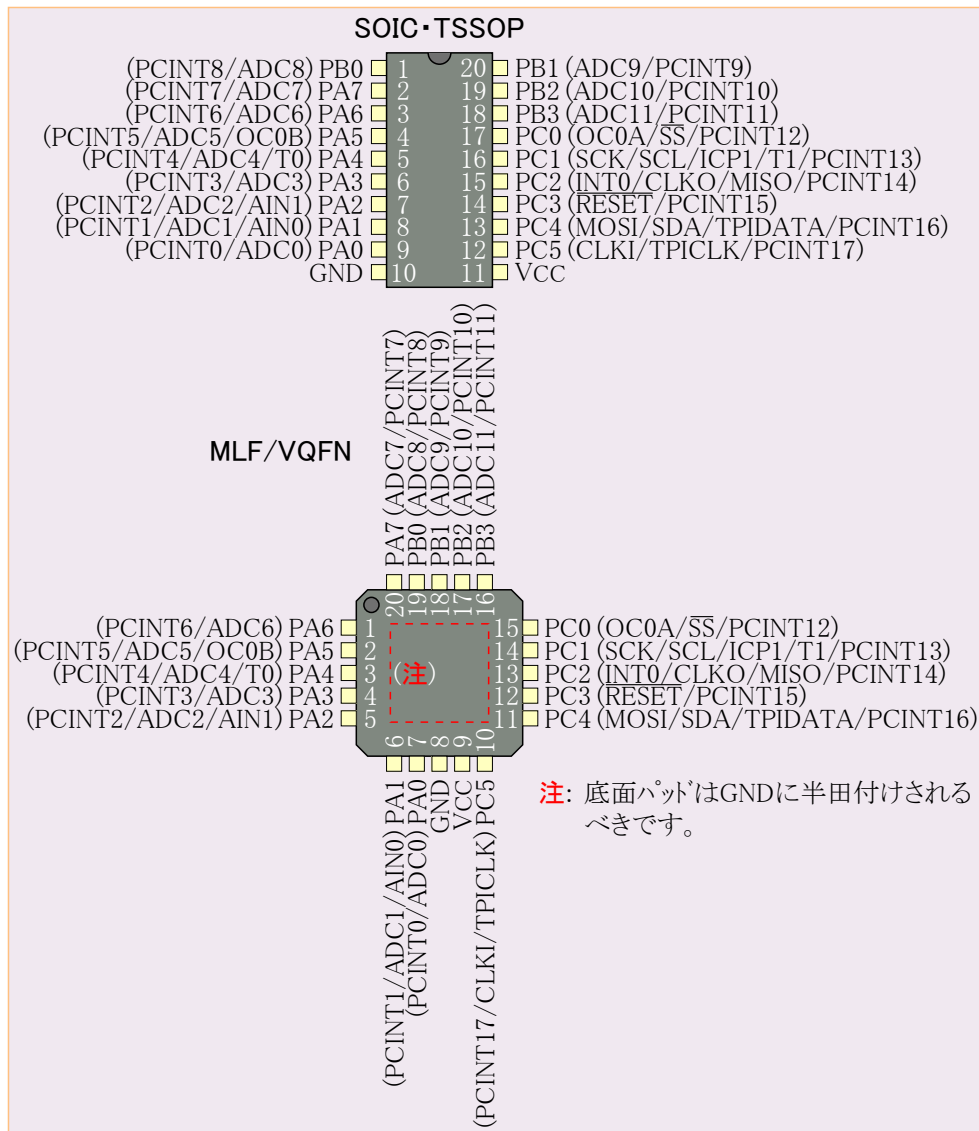 SOIC・TSSOP
(PCINT8/ADC8) PB0 1 20 PB1 (ADC9/PCINT9)
(PCINT7/ADC7) PA7 2 19 PB2 (ADC10/PCINT10)
(PCINT6/ADC6) PA6 3 18 PB3 (ADC11/PCINT11)
(PCINT5/ADC5/OC0B) PA5 4 17 PC0 (OC0A/S̅S̅/PCINT12)
(PCINT4/ADC4/T0) PA4 5 16 PC1 (SCK/SCL/ICP1/T1/PCINT13)
(PCINT3/ADC3) PA3 6 15 PC2 (INT0/CLKO/MISO/PCINT14)
(PCINT2/ADC2/AIN1) PA2 7 14 PC3 (R̅E̅S̅E̅T̅/PCINT15)
(PCINT1/ADC1/AIN0) PA1 8 13 PC4 (MOSI/SDA/TPIDATA/PCINT16)
(PCINT0/ADC0) PA0 9 12 PC5 (CLKI/TPICLK/PCINT17)
GND 10 11 VCC
MLF/VQFN
PA7 (ADC7/PCINT7)
PB0 (ADC8/PCINT8)
PB1 (ADC9/PCINT9)
PB2 (ADC10/PCINT10)
PB3 (ADC11/PCINT11)
20 19 18 17 16
(PCINT6/ADC6) PA6 1 15 PC0 (OC0A/S̅S̅/PCINT12)
(PCINT5/ADC5/OC0B) PA5 2 14 PC1 (SCK/SCL/ICP1/T1/PCINT13)
(PCINT4/ADC4/T0) PA4 3 (注) 13 PC2 (INT0/CLKO/MISO/PCINT14)
(PCINT3/ADC3) PA3 4 12 PC3 (R̅E̅S̅E̅T̅/PCINT15)
(PCINT2/ADC2/AIN1) PA2 5 11 PC4 (MOSI/SDA/TPIDATA/PCINT16)
6 7 8 9 10
(PCINT1/ADC1/AIN0) PA1
(PCINT0/ADC0) PA0
GND
VCC
(PCINT17/CLKI/TPICLK) PC5
注: 底面パッドはGNDに半田付けされる
べきです。